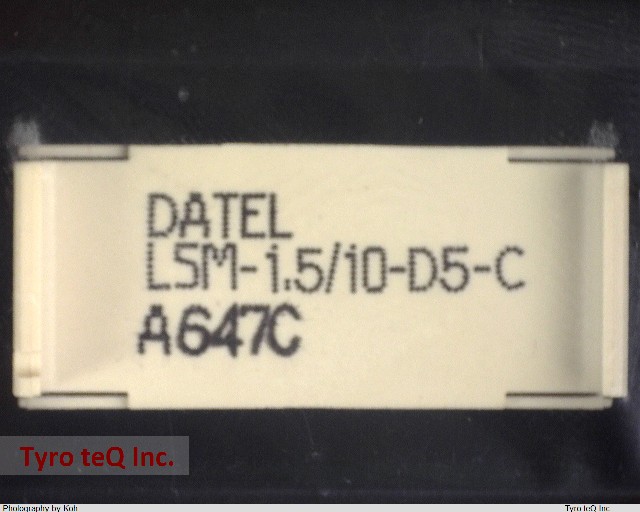 DATEL
LSM-1.5/10-D5-C
A647C
Tyro teQ Inc.
Photography by Koh
Tyro teQ Inc